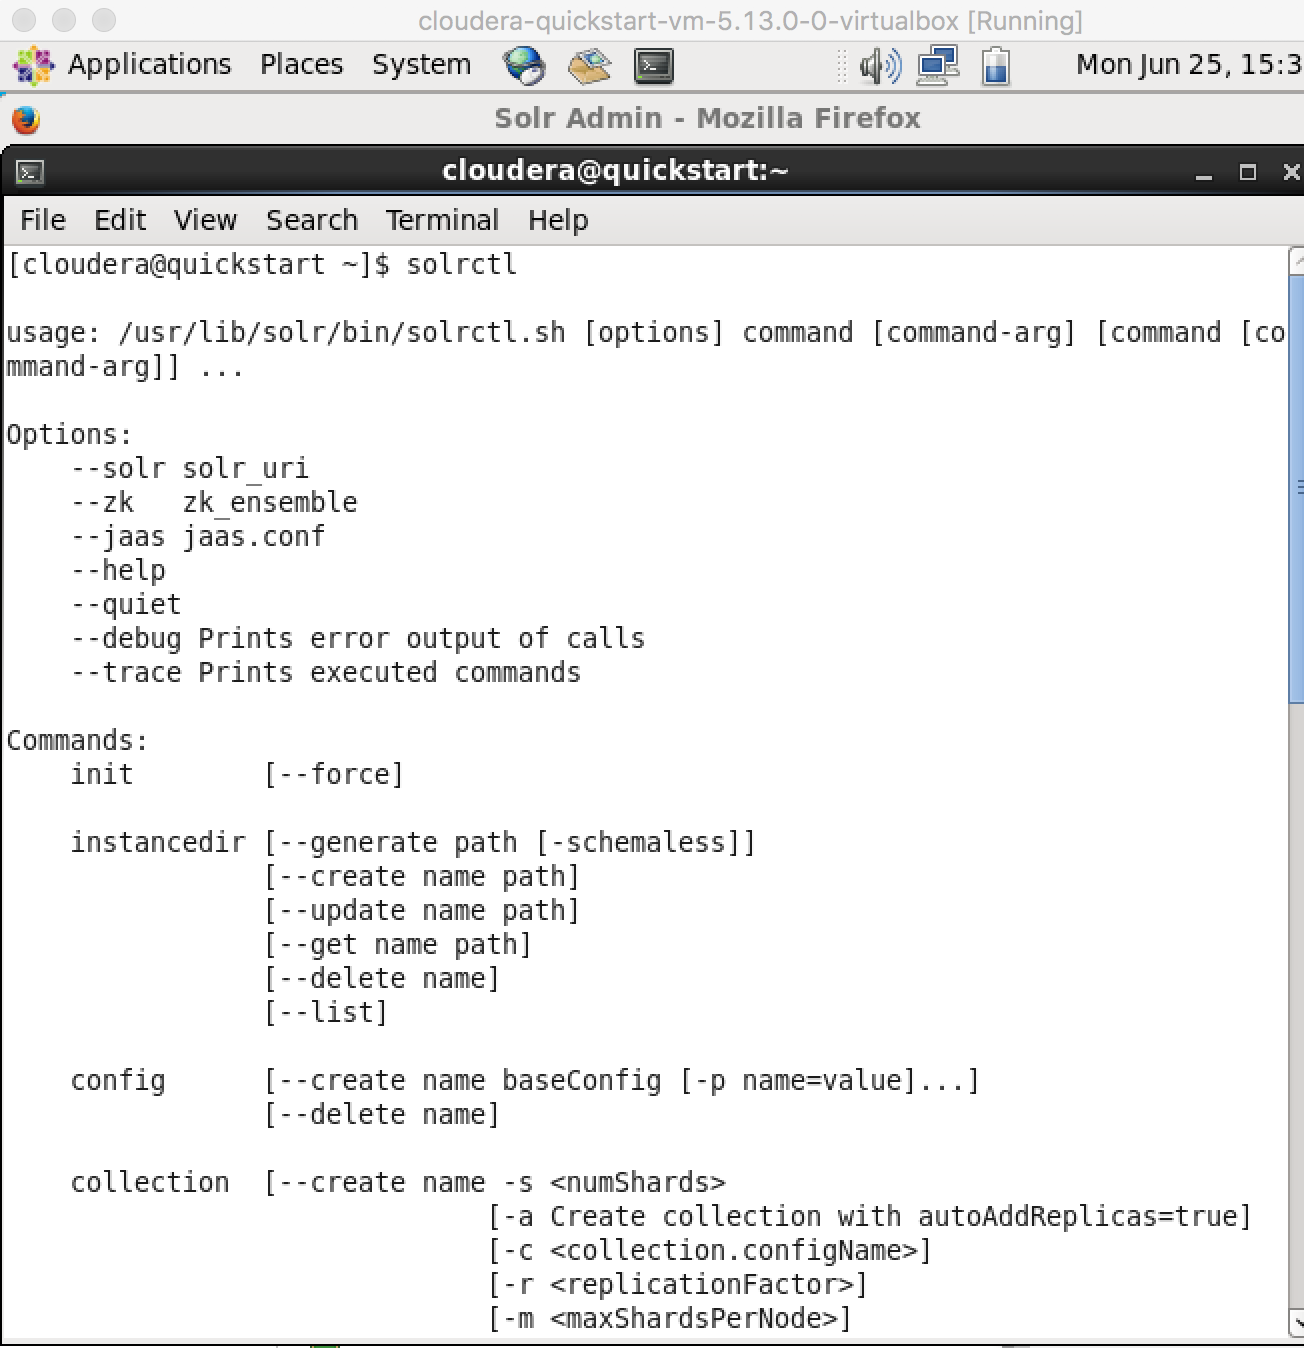 cloudera-quickstart-vm-5.13.0-0-virtualbox [Running]
Applications Places System Mon Jun 25, 15:3
Solr Admin - Mozilla Firefox
cloudera@quickstart:~
File Edit View Search Terminal Help
[cloudera@quickstart ~]$ solrctl
usage: /usr/lib/solr/bin/solrctl.sh [options] command [command-arg] [command [co
mmand-arg]] ...
Options:
    --solr solr_uri
    --zk   zk_ensemble
    --jaas jaas.conf
    --help
    --quiet
    --debug Prints error output of calls
    --trace Prints executed commands
Commands:
    init        [--force]
    instancedir [--generate path [-schemaless]]
                [--create name path]
                [--update name path]
                [--get name path]
                [--delete name]
                [--list]
    config      [--create name baseConfig [-p name=value]...]
                [--delete name]
    collection  [--create name -s <numShards>
                              [-a Create collection with autoAddReplicas=true]
                              [-c <collection.configName>]
                              [-r <replicationFactor>]
                              [-m <maxShardsPerNode>]